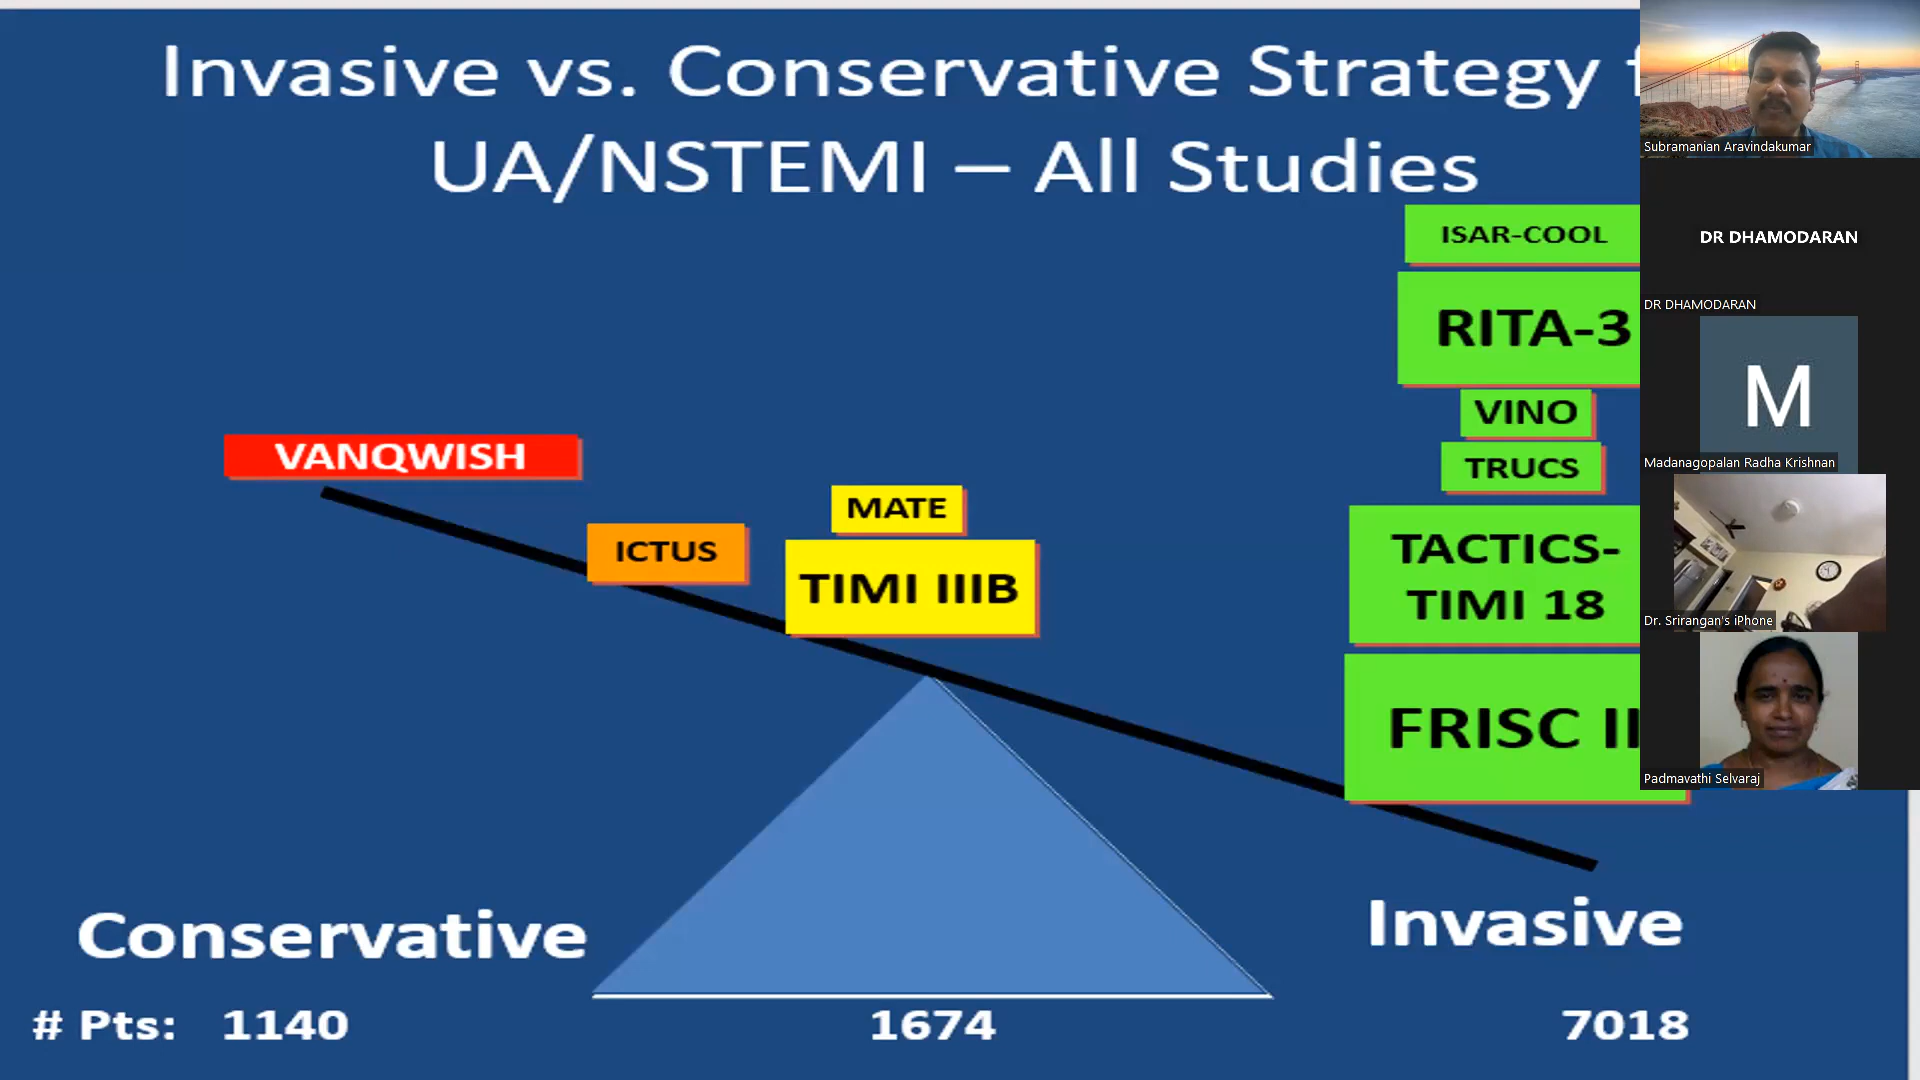 Invasive vs. Conservative Strategy f
UA/NSTEMI – All Studies
ISAR-COOL
RITA-3
VINO
TRUCS
TACTICS-
TIMI 18
FRISC II
VANQWISH
ICTUS
MATE
TIMI IIIB
Conservative
Invasive
# Pts: 1140
1674
7018
Subramanian Aravindakumar
DR DHAMODARAN
DR DHAMODARAN
M
Madanagopalan Radha Krishnan
Dr. Srirangan's iPhone
Padmavathi Selvaraj